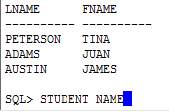 LNAME FNAME
---------- ----------
PETERSON TINA
ADAMS JUAN
AUSTIN JAMES
SQL> STUDENT NAME